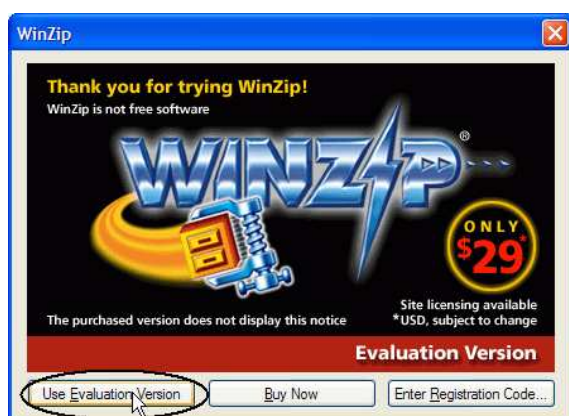 WinZip
Thank you for trying WinZip!
WinZip is not free software
WINZIP®
ONLY
$29*
Site licensing available
The purchased version does not display this notice
*USD, subject to change
Evaluation Version
Use Evaluation Version
Buy Now
Enter Registration Code...